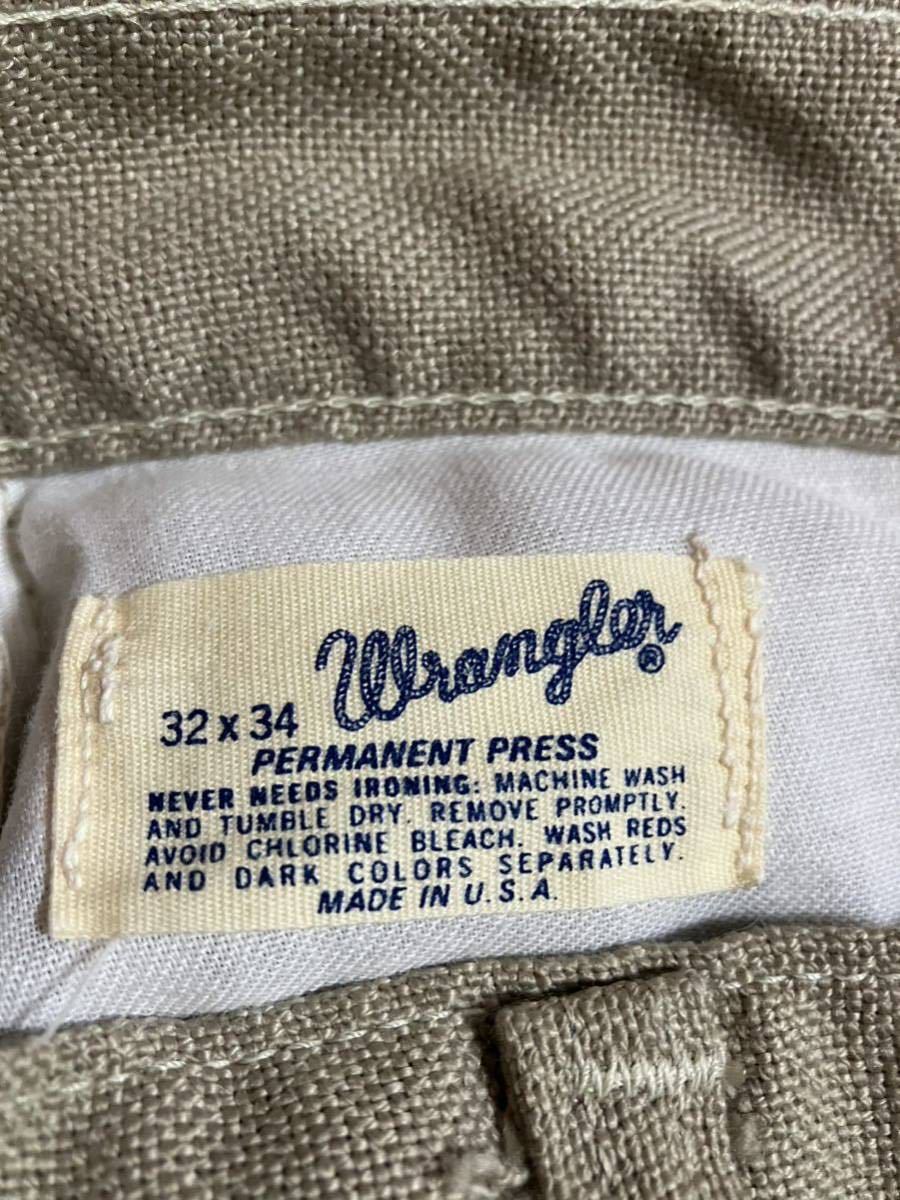 Wrangler®
32 x 34
PERMANENT PRESS
NEVER NEEDS IRONING: MACHINE WASH
AND TUMBLE DRY. REMOVE PROMPTLY.
AVOID CHLORINE BLEACH. WASH REDS
AND DARK COLORS SEPARATELY.
MADE IN U.S.A.